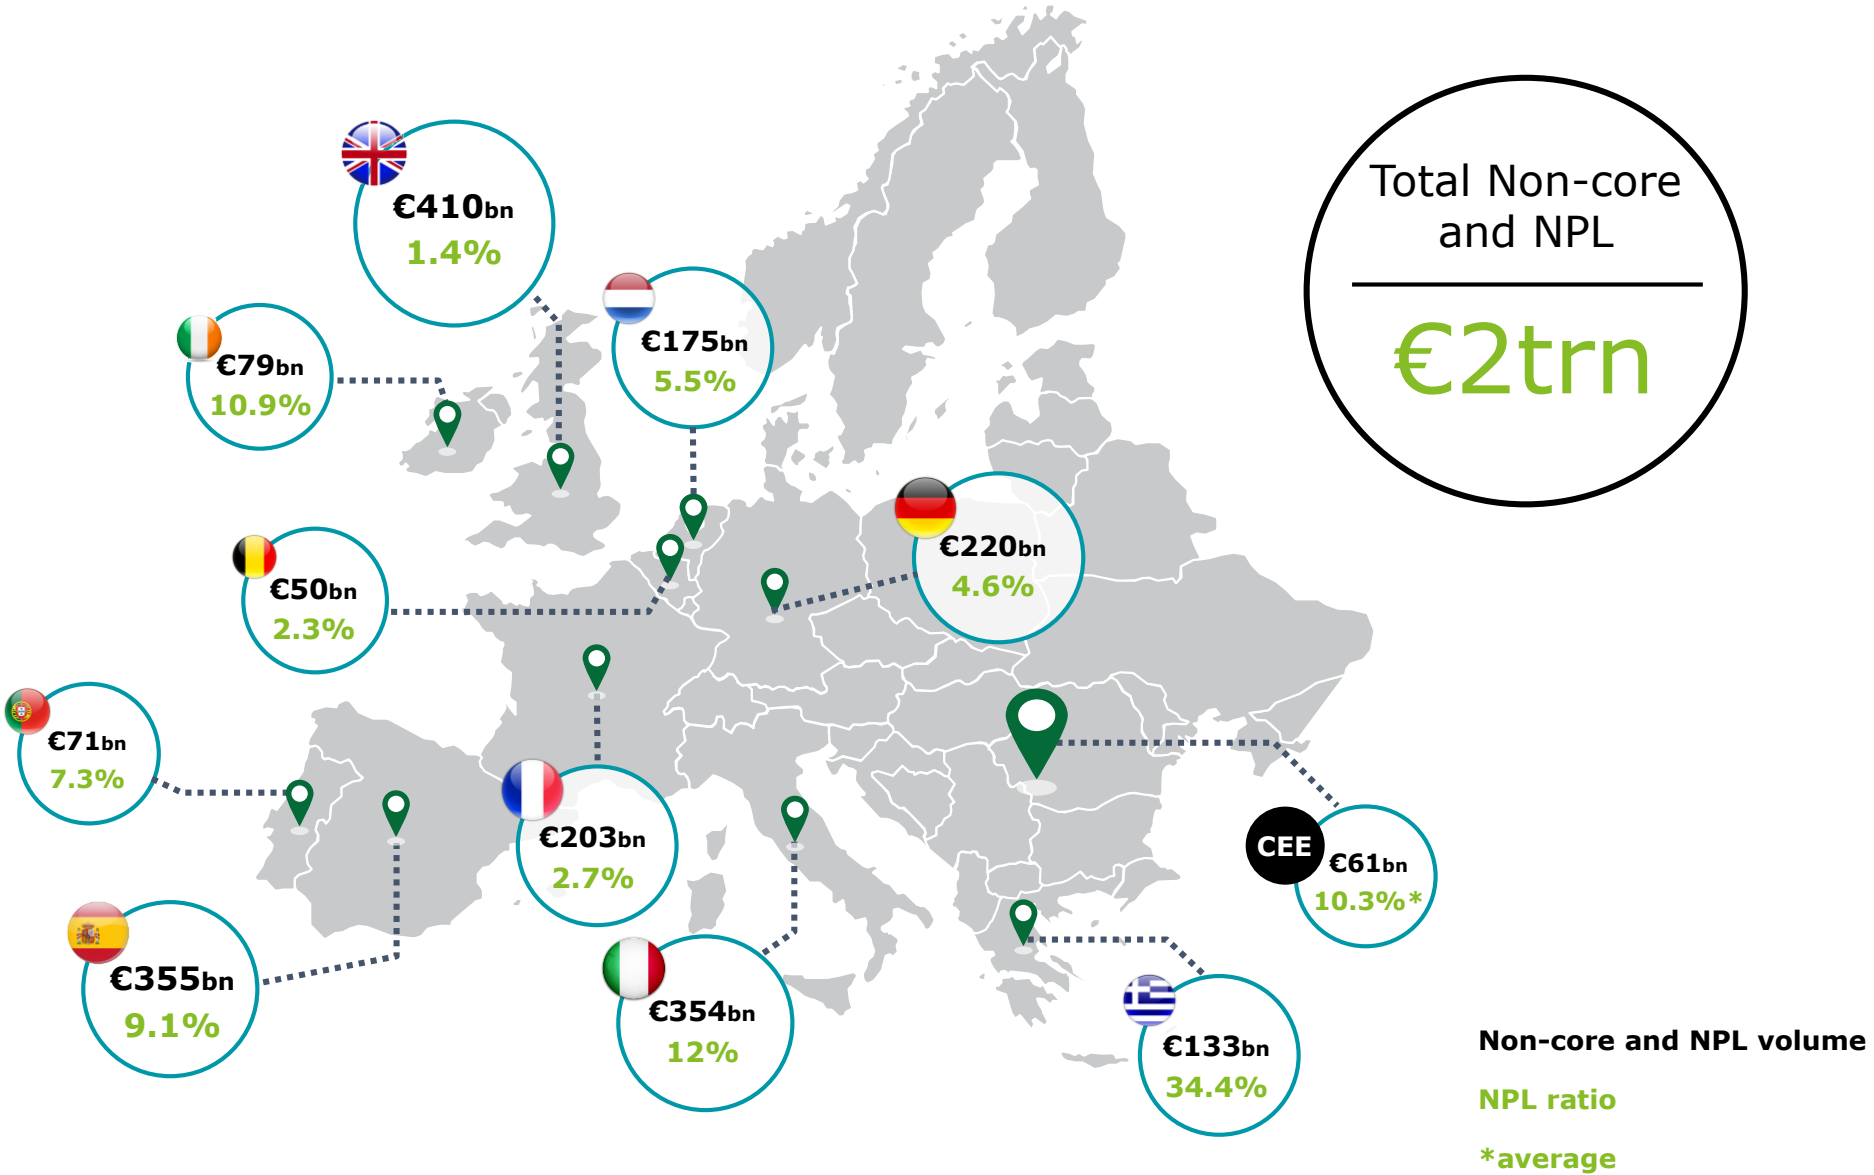 Total Non-core
and NPL
€2trn
€410bn
1.4%
€175bn
5.5%
€79bn
10.9%
€220bn
4.6%
€50bn
2.3%
€71bn
7.3%
€203bn
2.7%
CEE
€61bn
10.3%*
€355bn
9.1%
€354bn
12%
€133bn
34.4%
Non-core and NPL volume
NPL ratio
*average